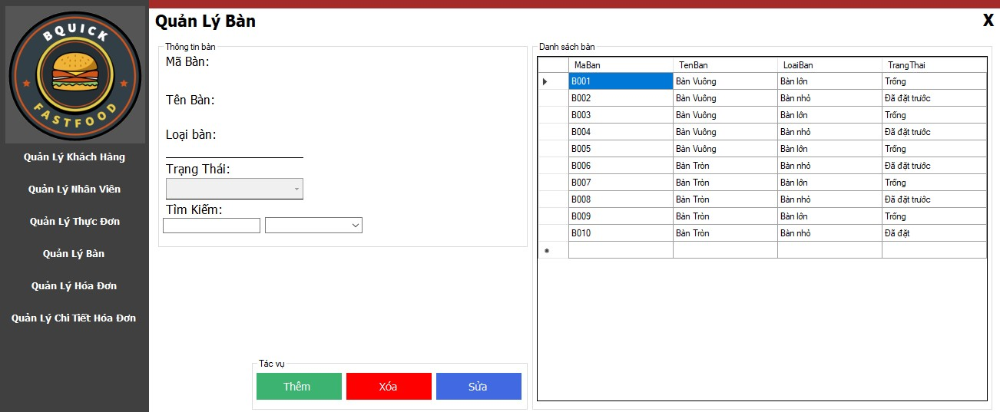 BQUICK
FASTFOOD
Quản Lý Khách Hàng
Quản Lý Nhân Viên
Quản Lý Thực Đơn
Quản Lý Bàn
Quản Lý Hóa Đơn
Quản Lý Chi Tiết Hóa Đơn
Quản Lý Bàn
X
Thông tin bàn
Mã Bàn:
Tên Bàn:
Loại bàn:
Trạng Thái:
Tìm Kiếm:
Tác vụ
Thêm Xóa Sửa
Danh sách bàn
MaBan TenBan LoaiBan TrangThai
B001 Bàn Vuông Bàn lớn Trống
B002 Bàn Vuông Bàn nhỏ Đã đặt trước
B003 Bàn Vuông Bàn lớn Trống
B004 Bàn Vuông Bàn nhỏ Đã đặt trước
B005 Bàn Vuông Bàn lớn Trống
B006 Bàn Tròn Bàn nhỏ Đã đặt trước
B007 Bàn Tròn Bàn lớn Trống
B008 Bàn Tròn Bàn nhỏ Đã đặt trước
B009 Bàn Tròn Bàn lớn Trống
B010 Bàn Tròn Bàn nhỏ Đã đặt